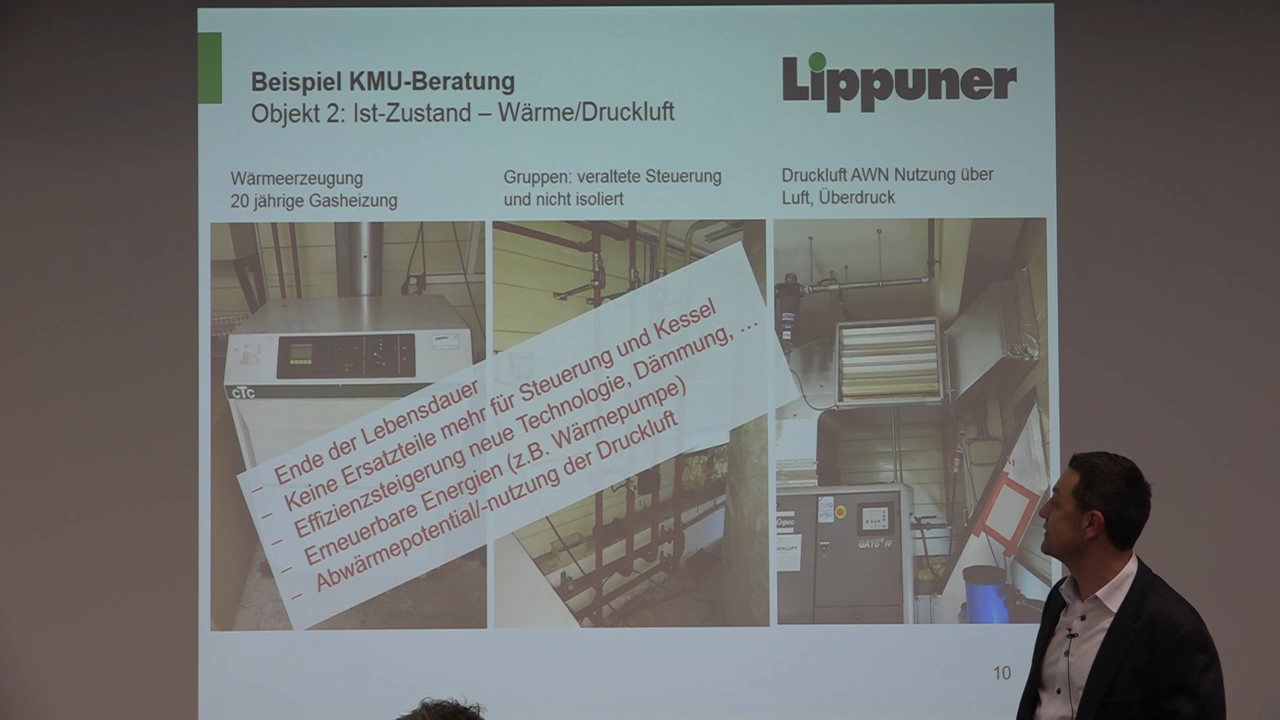 Beispiel KMU-Beratung
Objekt 2: Ist-Zustand – Wärme/Druckluft
Lippuner
Wärmeerzeugung
20 jährige Gasheizung
Gruppen: veraltete Steuerung
und nicht isoliert
Druckluft AWN Nutzung über
Luft, Überdruck
cTc
– Ende der Lebensdauer
– Keine Ersatzteile mehr für Steuerung und Kessel
– Effizienzsteigerung neue Technologie, Dämmung, …
– Erneuerbare Energien (z.B. Wärmepumpe)
– Abwärmepotential/-nutzung der Druckluft
10